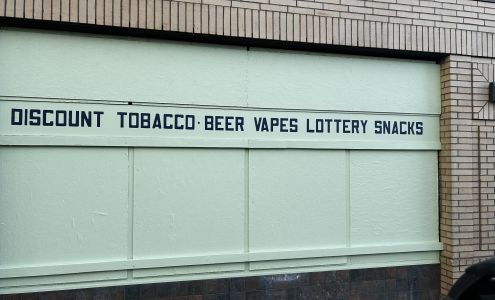 DISCOUNT TOBACCO · BEER VAPES LOTTERY SNACKS